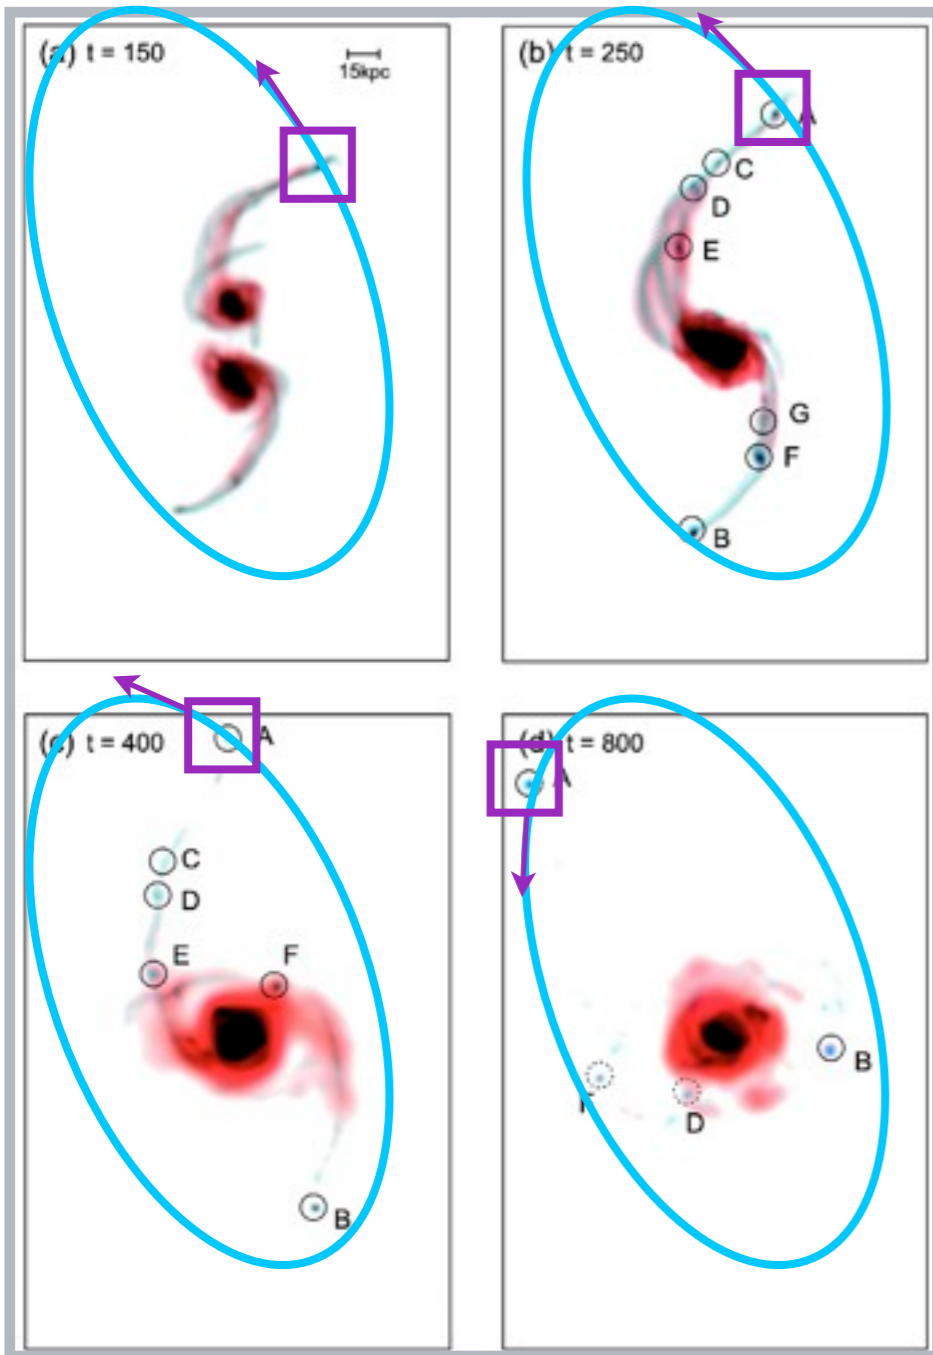 (a) t = 150
15kpc
(b) t = 250
A
C
D
E
G
F
B
(c) t = 400
A
C
D
E
F
B
(d) t = 800
A
B
F
D